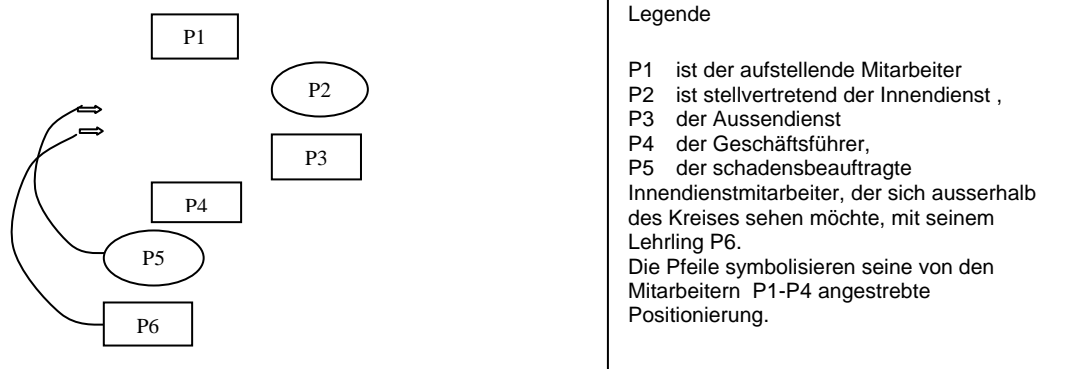 P1
P2
P3
P4
P5
P6
Legende
P1 ist der aufstellende Mitarbeiter
P2 ist stellvertretend der Innendienst ,
P3 der Aussendienst
P4 der Geschäftsführer,
P5 der schadensbeauftragte
Innendienstmitarbeiter, der sich ausserhalb
des Kreises sehen möchte, mit seinem
Lehrling P6.
Die Pfeile symbolisieren seine von den
Mitarbeitern P1-P4 angestrebte
Positionierung.